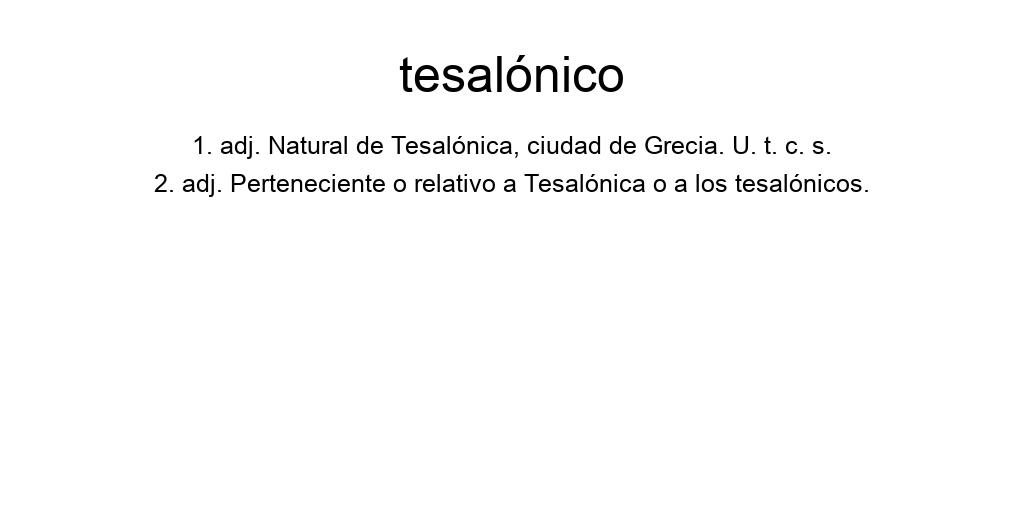 tesalónico
1. adj. Natural de Tesalónica, ciudad de Grecia. U. t. c. s.
2. adj. Perteneciente o relativo a Tesalónica o a los tesalónicos.